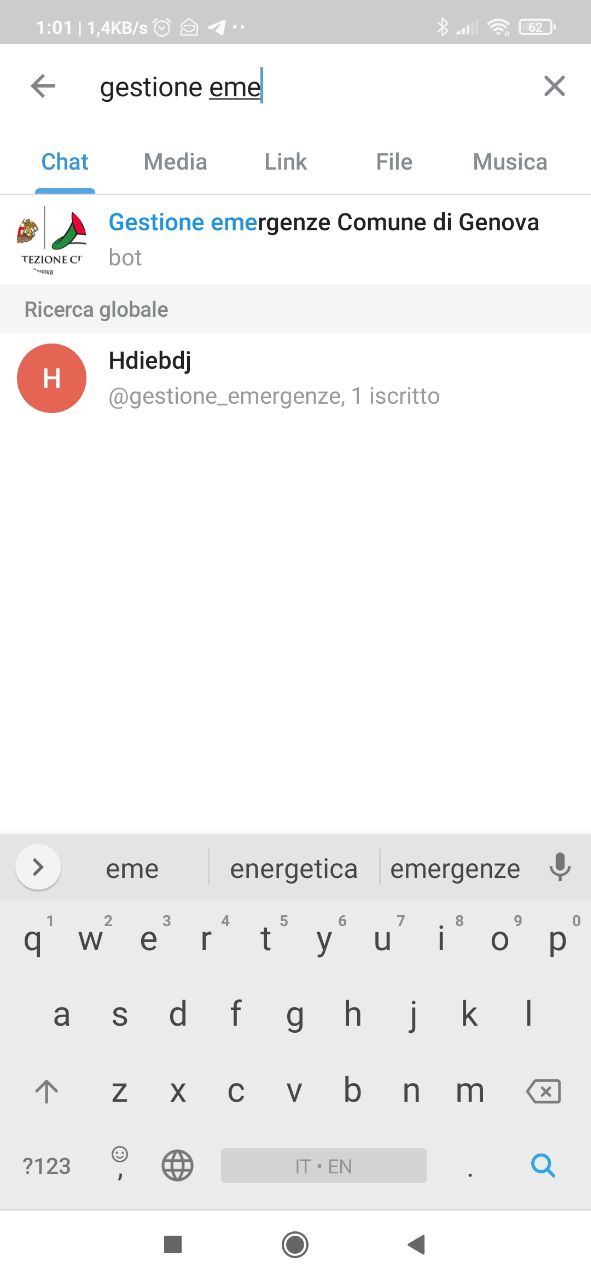 1:01 | 1,4KB/s
62
gestione eme
Chat Media Link File Musica
Gestione emergenze Comune di Genova
TEZIONE CI
bot
Ricerca globale
H
Hdiebdj
@gestione_emergenze, 1 iscritto
eme energetica emergenze
1 2 3 4 5 6 7 8 9 0
q w e r t y u i o p
a s d f g h j k l
z x c v b n m
?123 , IT • EN .